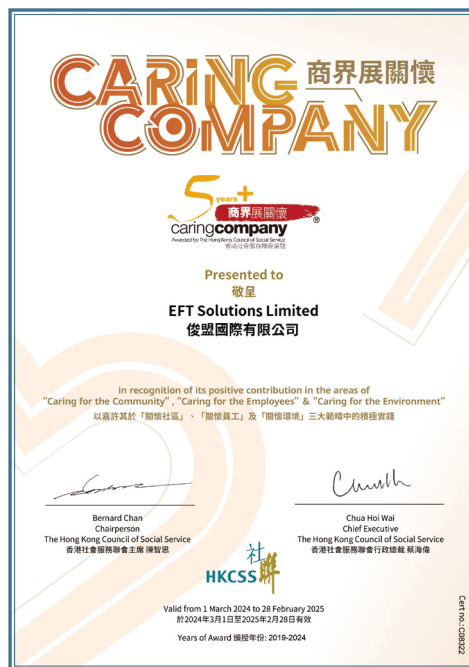 CARiNG 商界展關懷
COMPANY
5 years +
商界展關懷
caringcompany ®
Awarded by The Hong Kong Council of Social Service
香港社會服務聯會頒發
Presented to
敬呈
EFT Solutions Limited
俊盟國際有限公司
in recognition of its positive contribution in the areas of
“Caring for the Community” , “Caring for the Employees” & “Caring for the Environment”
以嘉許其於「關懷社區」、「關懷員工」及「關懷環境」三大範疇中的積極實踐
Bernard Chan
Chairperson
The Hong Kong Council of Social Service
香港社會服務聯會主席 陳智思
Chua Hoi Wai
Chief Executive
The Hong Kong Council of Social Service
香港社會服務聯會行政總裁 蔡海偉
社聯
HKCSS
Valid from 1 March 2024 to 28 February 2025
於2024年3月1日至2025年2月28日有效
Years of Award 頒授年份: 2019-2024
Cert no.: C08322